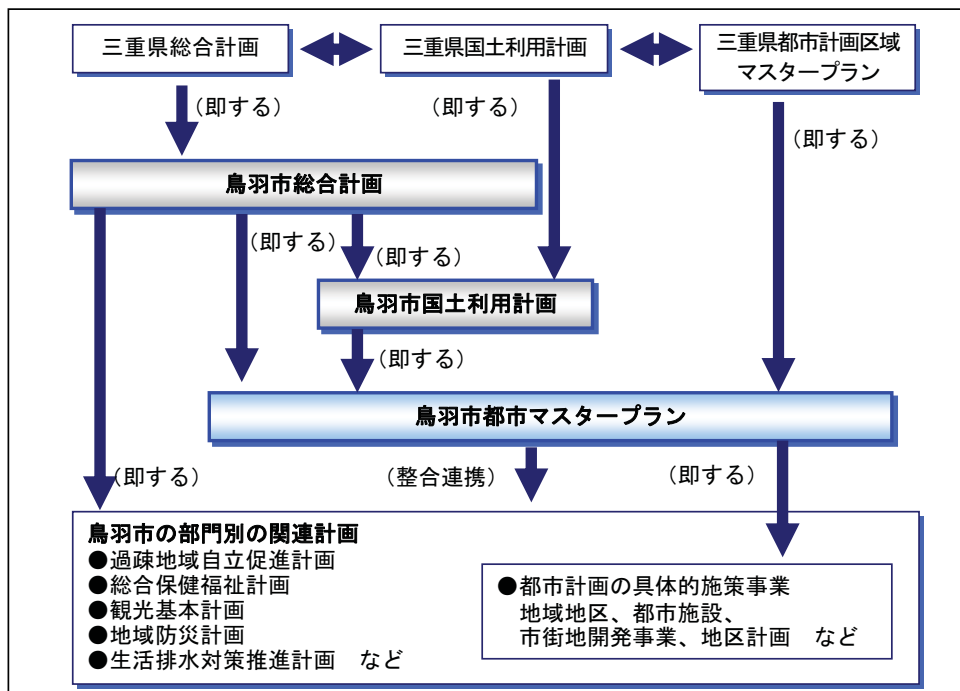 三重県総合計画
三重県国土利用計画
三重県都市計画区域
マスタープラン
(即する)
(即する)
(即する)
鳥羽市総合計画
(即する)
(即する)
鳥羽市国土利用計画
(即する)
鳥羽市都市マスタープラン
(即する)
(整合連携)
(即する)
鳥羽市の部門別の関連計画
●過疎地域自立促進計画
●総合保健福祉計画
●観光基本計画
●地域防災計画
●生活排水対策推進計画　など
●都市計画の具体的施策事業
地域地区、都市施設、
市街地開発事業、地区計画　など